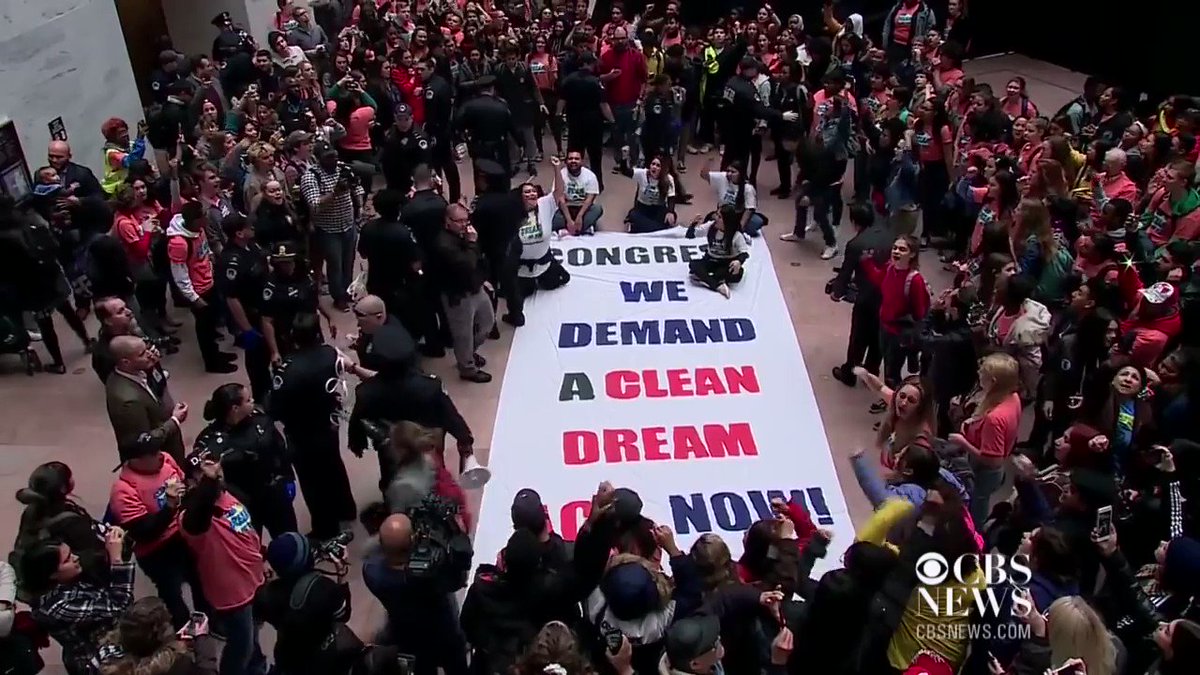 CONGRES
WE
DEMAND
A CLEAN
DREAM
NOW!
CBS NEWS
CBSNEWS.COM